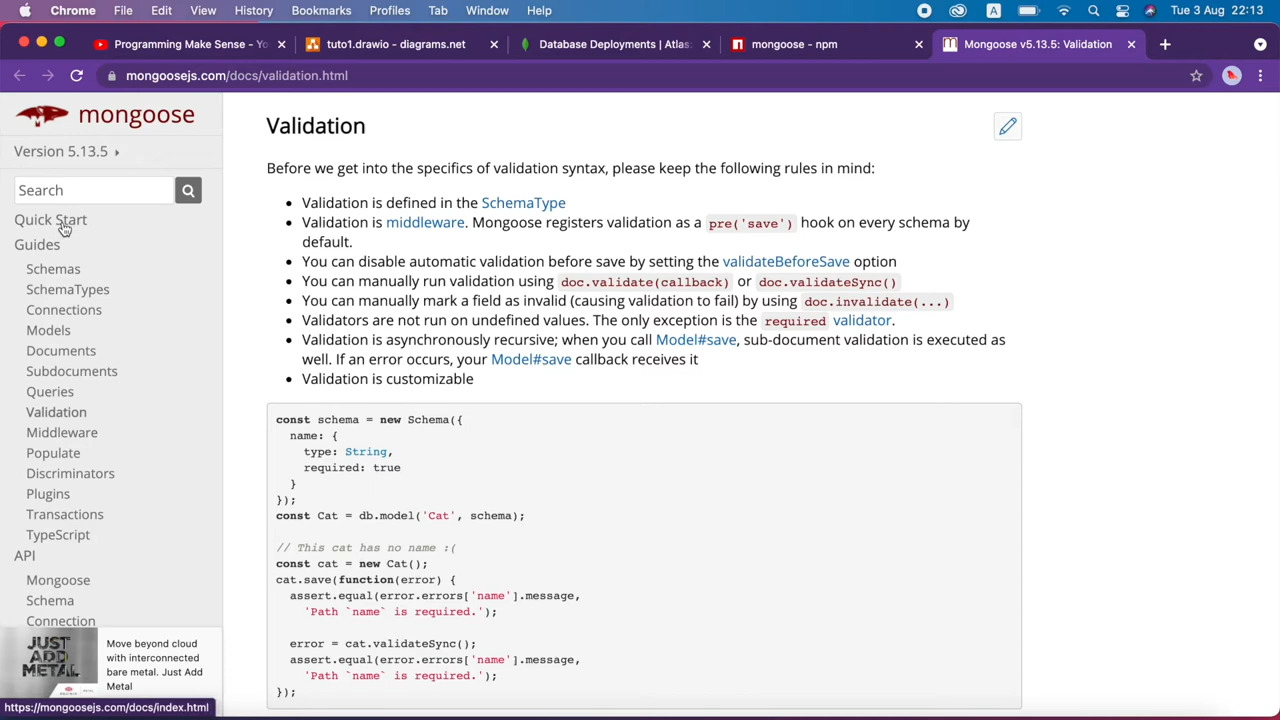 Chrome File Edit View History Bookmarks Profiles Tab Window Help A Tue 3 Aug 22:13
Programming Make Sense - Yo tuto1.drawio - diagrams.net Database Deployments | Atlas: mongoose - npm Mongoose v5.13.5: Validation
mongoosejs.com/docs/validation.html
mongoose
Version 5.13.5
Search
Quick Start
Guides
Schemas
SchemaTypes
Connections
Models
Documents
Subdocuments
Queries
Validation
Middleware
Populate
Discriminators
Plugins
Transactions
TypeScript
API
Mongoose
Schema
Connection
JUST
ADD
METAL
Move beyond cloud
with interconnected
bare metal. Just Add
Metal
https://mongoosejs.com/docs/index.html
Validation
Before we get into the specifics of validation syntax, please keep the following rules in mind:
• Validation is defined in the SchemaType
• Validation is middleware. Mongoose registers validation as a pre('save') hook on every schema by
default.
• You can disable automatic validation before save by setting the validateBeforeSave option
• You can manually run validation using doc.validate(callback) or doc.validateSync()
• You can manually mark a field as invalid (causing validation to fail) by using doc.invalidate(...)
• Validators are not run on undefined values. The only exception is the required validator.
• Validation is asynchronously recursive; when you call Model#save, sub-document validation is executed as
well. If an error occurs, your Model#save callback receives it
• Validation is customizable
const schema = new Schema({
name: {
type: String,
required: true
}
});
const Cat = db.model('Cat', schema);
// This cat has no name :(
const cat = new Cat();
cat.save(function(error) {
assert.equal(error.errors['name'].message,
'Path `name` is required.');
error = cat.validateSync();
assert.equal(error.errors['name'].message,
'Path `name` is required.');
});